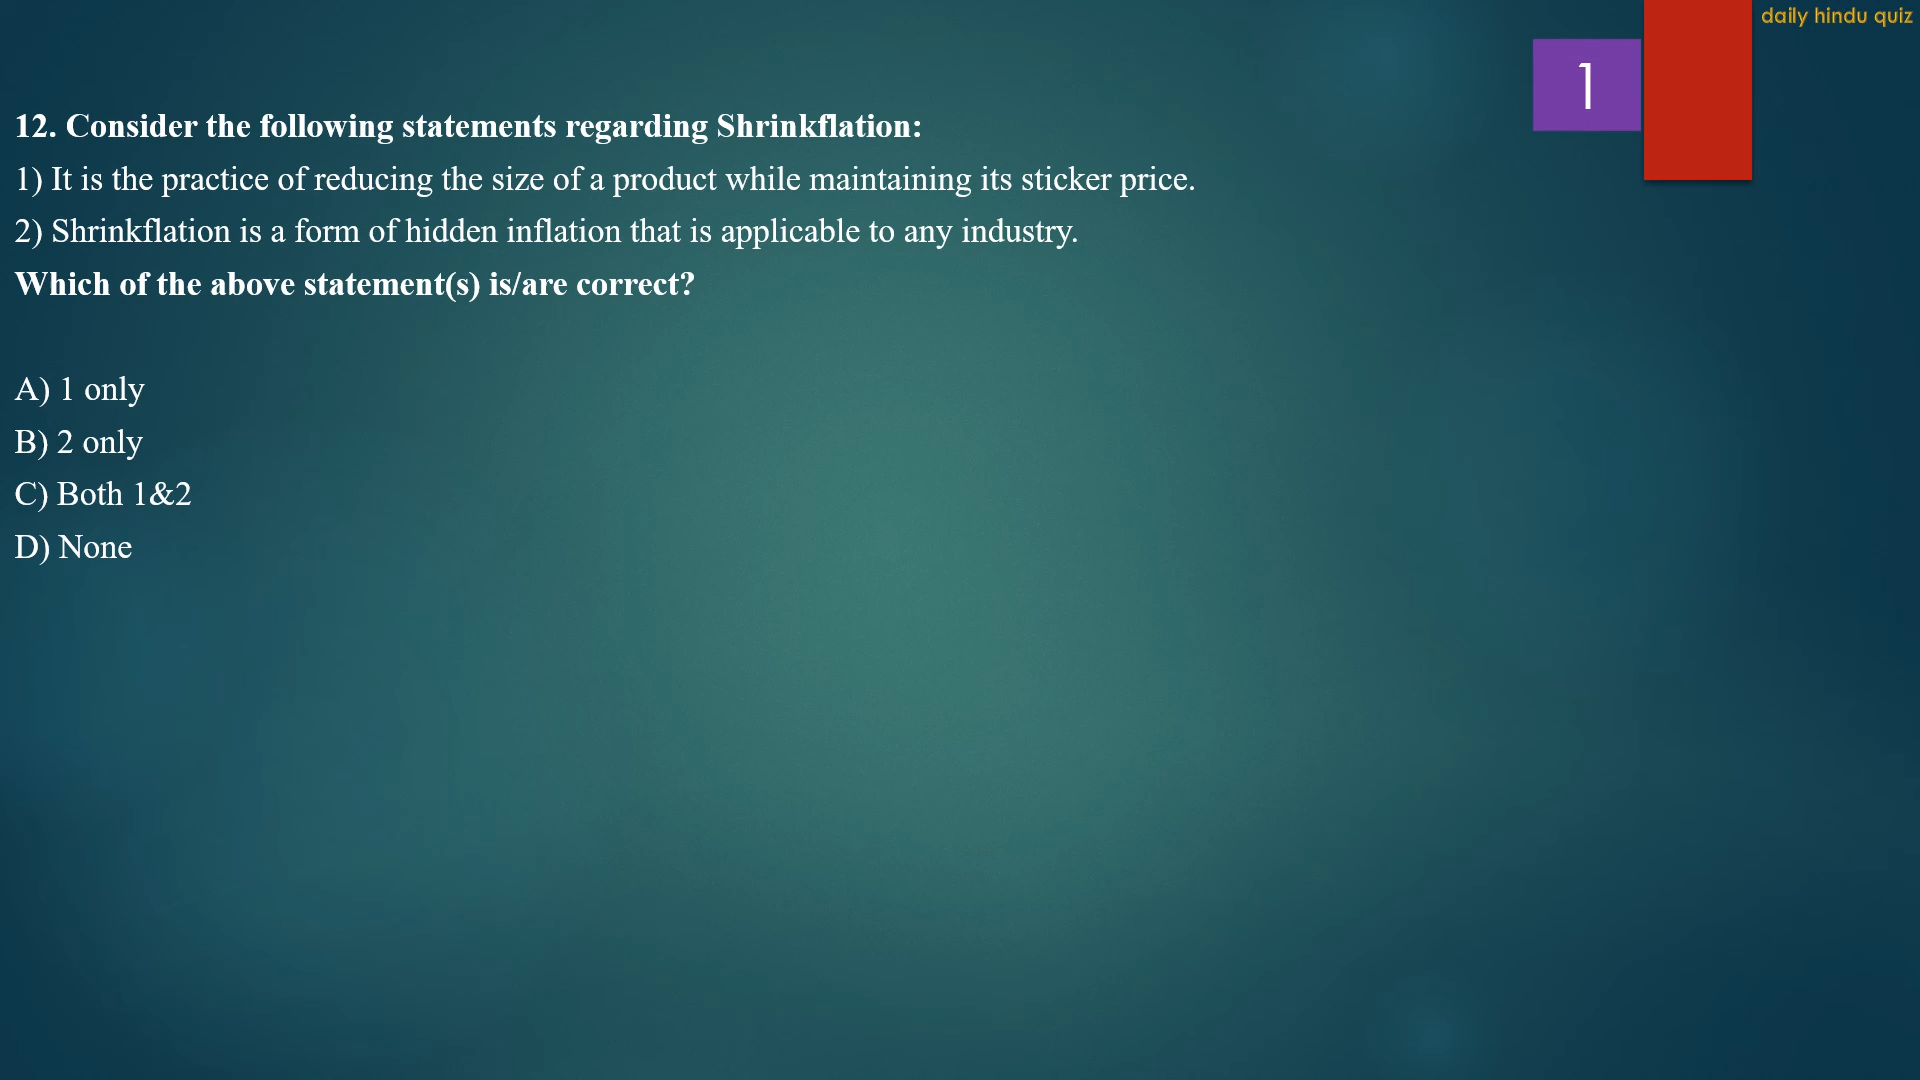 daily hindu quiz
1
12. Consider the following statements regarding Shrinkflation:
1) It is the practice of reducing the size of a product while maintaining its sticker price.
2) Shrinkflation is a form of hidden inflation that is applicable to any industry.
Which of the above statement(s) is/are correct?
A) 1 only
B) 2 only
C) Both 1&2
D) None